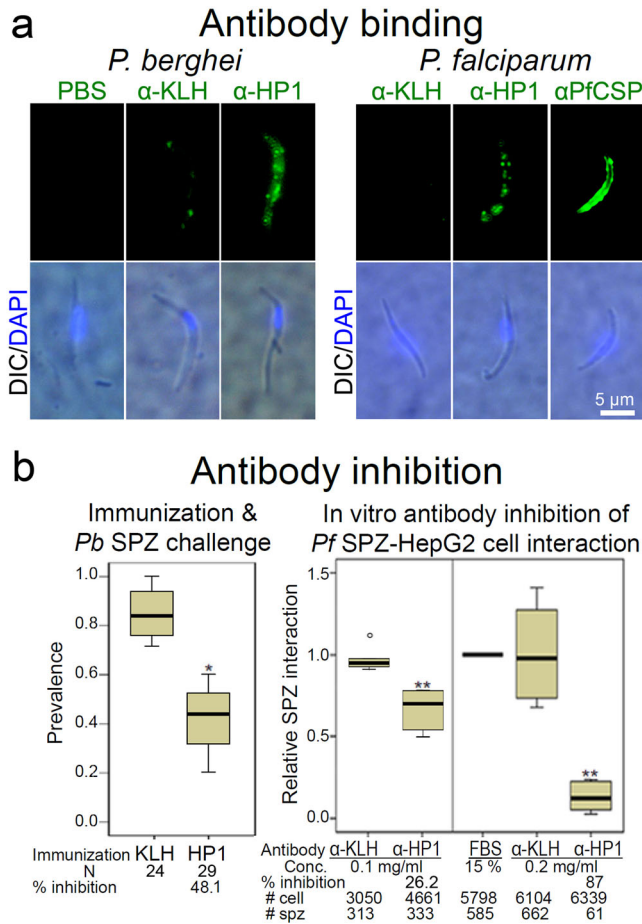 a Antibody binding
P. berghei P. falciparum
PBS α-KLH α-HP1 α-KLH α-HP1 αPfCSP
DIC/DAPI
5 µm
b Antibody inhibition
Immunization &
Pb SPZ challenge
In vitro antibody inhibition of
Pf SPZ-HepG2 cell interaction
Prevalence
1.0
0.8
0.6
0.4
0.2
0.0
*
Immunization KLH HP1
N 24 29
% inhibition 48.1
Relative SPZ interaction
1.5
1.0
0.5
0.0
**
**
Antibody α-KLH α-HP1 FBS α-KLH α-HP1
Conc. 0.1 mg/ml 15 % 0.2 mg/ml
% inhibition 26.2 87
# cell 3050 4661 5798 6104 6339
# spz 313 333 585 662 61